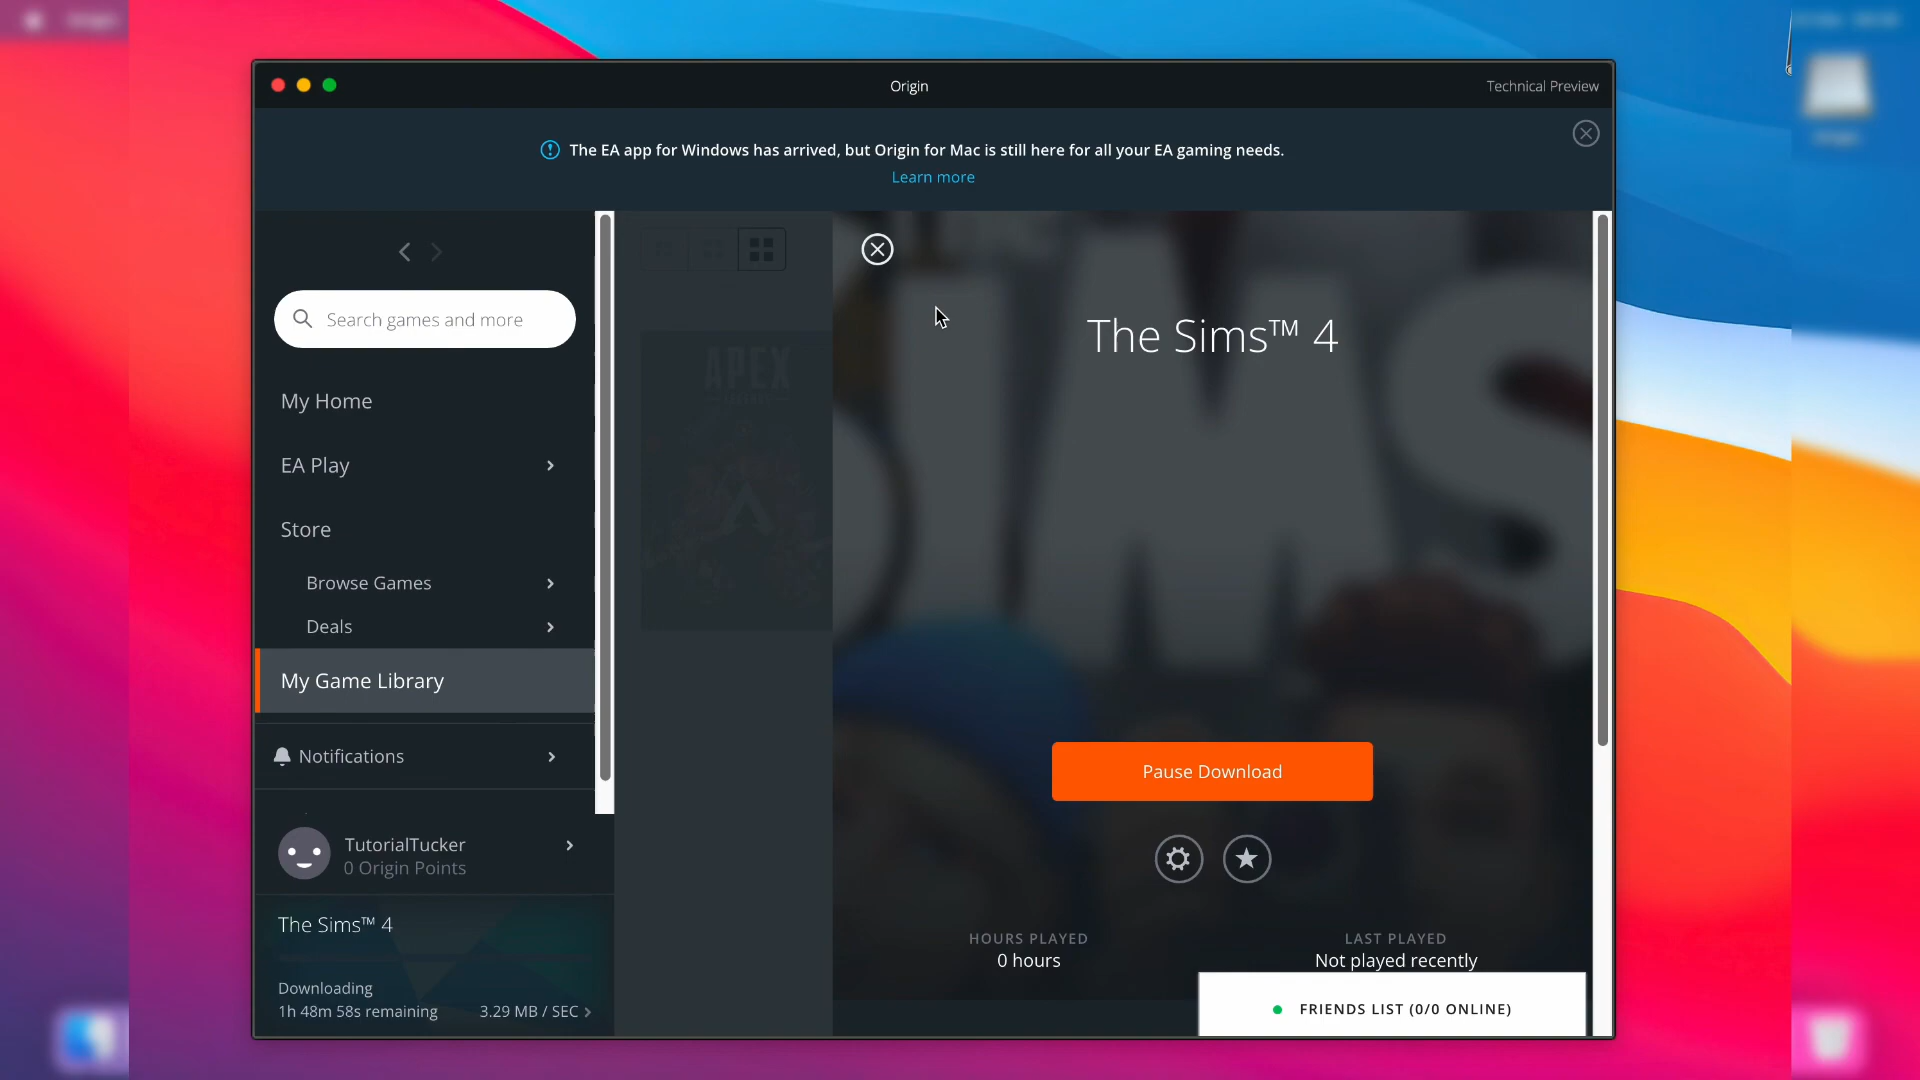 Origin
Technical Preview
The EA app for Windows has arrived, but Origin for Mac is still here for all your EA gaming needs.
Learn more
Search games and more
My Home
EA Play
Store
Browse Games
Deals
My Game Library
Notifications
TutorialTucker
0 Origin Points
The Sims™ 4
Downloading
1h 48m 58s remaining
3.29 MB / SEC
APEX
The Sims™ 4
Pause Download
HOURS PLAYED
0 hours
LAST PLAYED
Not played recently
FRIENDS LIST (0/0 ONLINE)